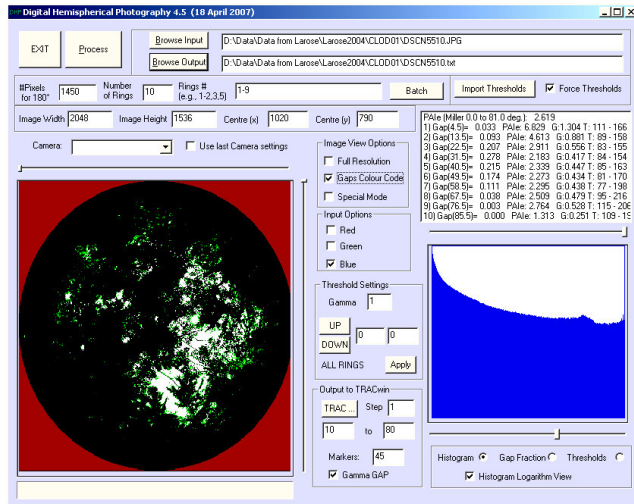 Digital Hemispherical Photography 4.5 (18 April 2007)
EXIT
Process
Browse Input
D:\Data\Data from Larose\Larose2004\CLOD01\DSCN5510.JPG
Browse Output
D:\Data\Data from Larose\Larose2004\CLOD01\DSCN5510.txt
#Pixels for 180° 1450
Number of Rings 10
Rings # (e.g., 1-2,3,5) 1-9
Batch
Import Thresholds
Force Thresholds
Image Width 2048
Image Height 1536
Centre (x) 1020
Centre (y) 790
Camera:
Use last Camera settings
Image View Options
Full Resolution
Gaps Colour Code
Special Mode
Input Options
Red
Green
Blue
Threshold Settings
Gamma 1
UP
DOWN
0
0
ALL RINGS
Apply
Output to TRACwin
TRAC ...
Step 1
10 to 80
Markers: 45
Gamma GAP
PAIe (Miller 0.0 to 81.0 deg.): 2.619
1) Gap(4.5)= 0.033 PAIe: 6.829 G:1.304 T: 111 - 166
2) Gap(13.5)= 0.093 PAIe: 4.613 G:0.881 T: 89 - 158
3) Gap(22.5)= 0.207 PAIe: 2.911 G:0.556 T: 83 - 155
4) Gap(31.5)= 0.278 PAIe: 2.183 G:0.417 T: 84 - 154
5) Gap(40.5)= 0.215 PAIe: 2.339 G:0.447 T: 85 - 163
6) Gap(49.5)= 0.174 PAIe: 2.273 G:0.434 T: 81 - 170
7) Gap(58.5)= 0.111 PAIe: 2.295 G:0.438 T: 77 - 198
8) Gap(67.5)= 0.038 PAIe: 2.509 G:0.479 T: 95 - 216
9) Gap(76.5)= 0.003 PAIe: 2.764 G:0.528 T: 115 - 206
10) Gap(85.5)= 0.000 PAIe: 1.313 G:0.251 T: 109 -
Histogram
Gap Fraction
Thresholds
Histogram Logarithm View